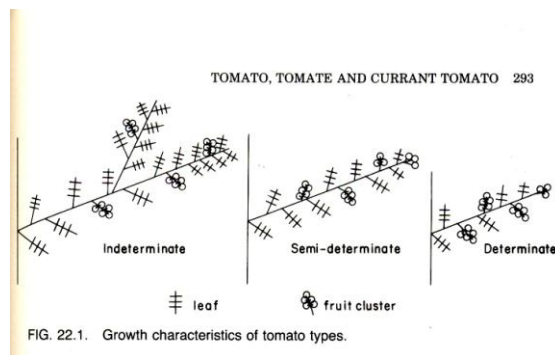 TOMATO, TOMATE AND CURRANT TOMATO 293
Indeterminate
Semi-determinate
Determinate
leaf
fruit cluster
FIG. 22.1. Growth characteristics of tomato types.